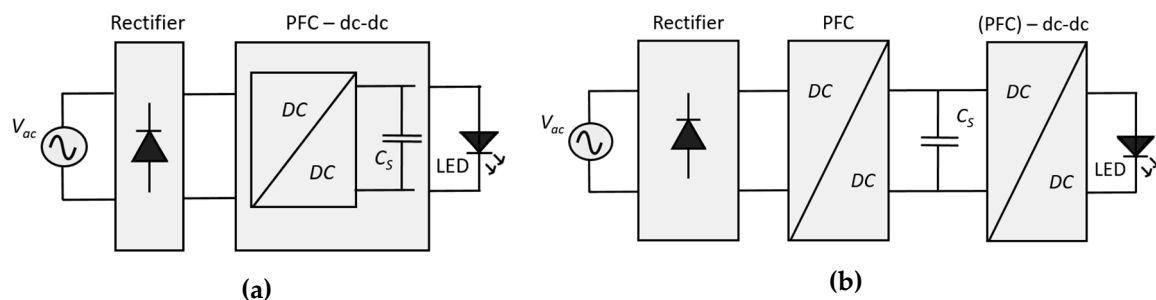 Rectifier
PFC – dc-dc
V_ac
DC
DC
C_S
LED
(a)
Rectifier
PFC
(PFC) – dc-dc
V_ac
DC
DC
C_S
DC
DC
LED
(b)